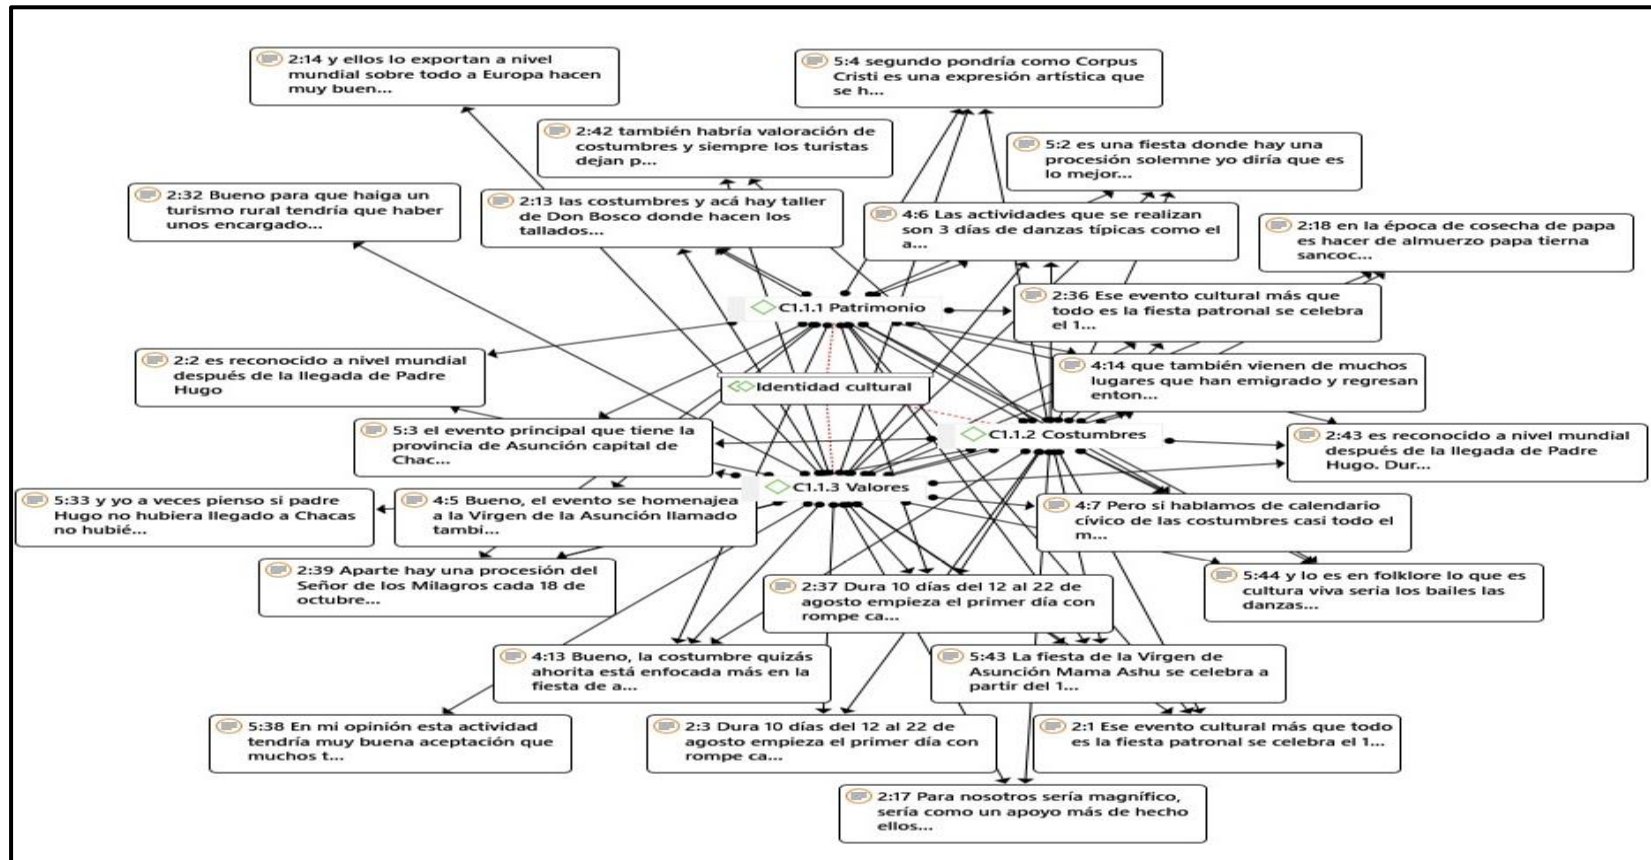 2:14 y ellos lo exportan a nivel
mundial sobre todo a Europa hacen
muy buen...
5:4 segundo pondría como Corpus
Cristi es una expresión artística que
se h...
2:42 también habría valoración de
costumbres y siempre los turistas
dejan p...
5:2 es una fiesta donde hay una
procesión solemne yo diría que es
lo mejor...
2:32 Bueno para que haiga un
turismo rural tendría que haber
unos encargado...
2:13 las costumbres y acá hay taller
de Don Bosco donde hacen los
tallados...
4:6 Las actividades que se realizan
son 3 días de danzas típicas como el
a...
2:18 en la época de cosecha de papa
es hacer de almuerzo papa tierna
sancoc...
C1.1.1 Patrimonio
2:36 Ese evento cultural más que
todo es la fiesta patronal se celebra
el 1...
2:2 es reconocido a nivel mundial
después de la llegada de Padre
Hugo
Identidad cultural
4:14 que también vienen de muchos
lugares que han emigrado y regresan
enton...
5:3 el evento principal que tiene la
provincia de Asunción capital de
Chac...
C1.1.2 Costumbres
2:43 es reconocido a nivel mundial
después de la llegada de Padre
Hugo. Dur...
5:33 y yo a veces pienso si padre
Hugo no hubiera llegado a Chacas
no hubié...
4:5 Bueno, el evento se homenajea
a la Virgen de la Asunción llamado
tambi...
C1.1.3 Valores
4:7 Pero si hablamos de calendario
cívico de las costumbres casi todo el
m...
2:39 Aparte hay una procesión del
Señor de los Milagros cada 18 de
octubre...
2:37 Dura 10 días del 12 al 22 de
agosto empieza el primer día con
rompe ca...
5:44 y lo es en folklore lo que es
cultura viva sería los bailes las
danzas...
4:13 Bueno, la costumbre quizás
ahorita está enfocada más en la
fiesta de a...
5:43 La fiesta de la Virgen de
Asunción Mama Ashu se celebra a
partir del 1...
5:38 En mi opinión esta actividad
tendría muy buena aceptación que
muchos t...
2:3 Dura 10 días del 12 al 22 de
agosto empieza el primer día con
rompe ca...
2:1 Ese evento cultural más que todo
es la fiesta patronal se celebra el 1...
2:17 Para nosotros sería magnífico,
sería como un apoyo más de hecho
ellos...